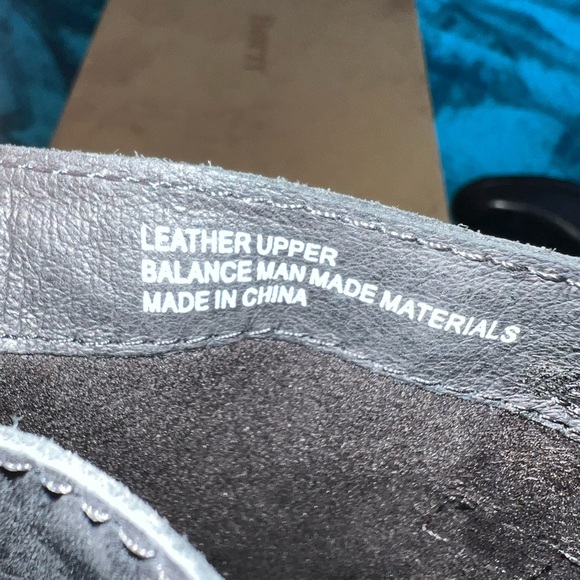 LEATHER UPPER
BALANCE MAN MADE MATERIALS
MADE IN CHINA